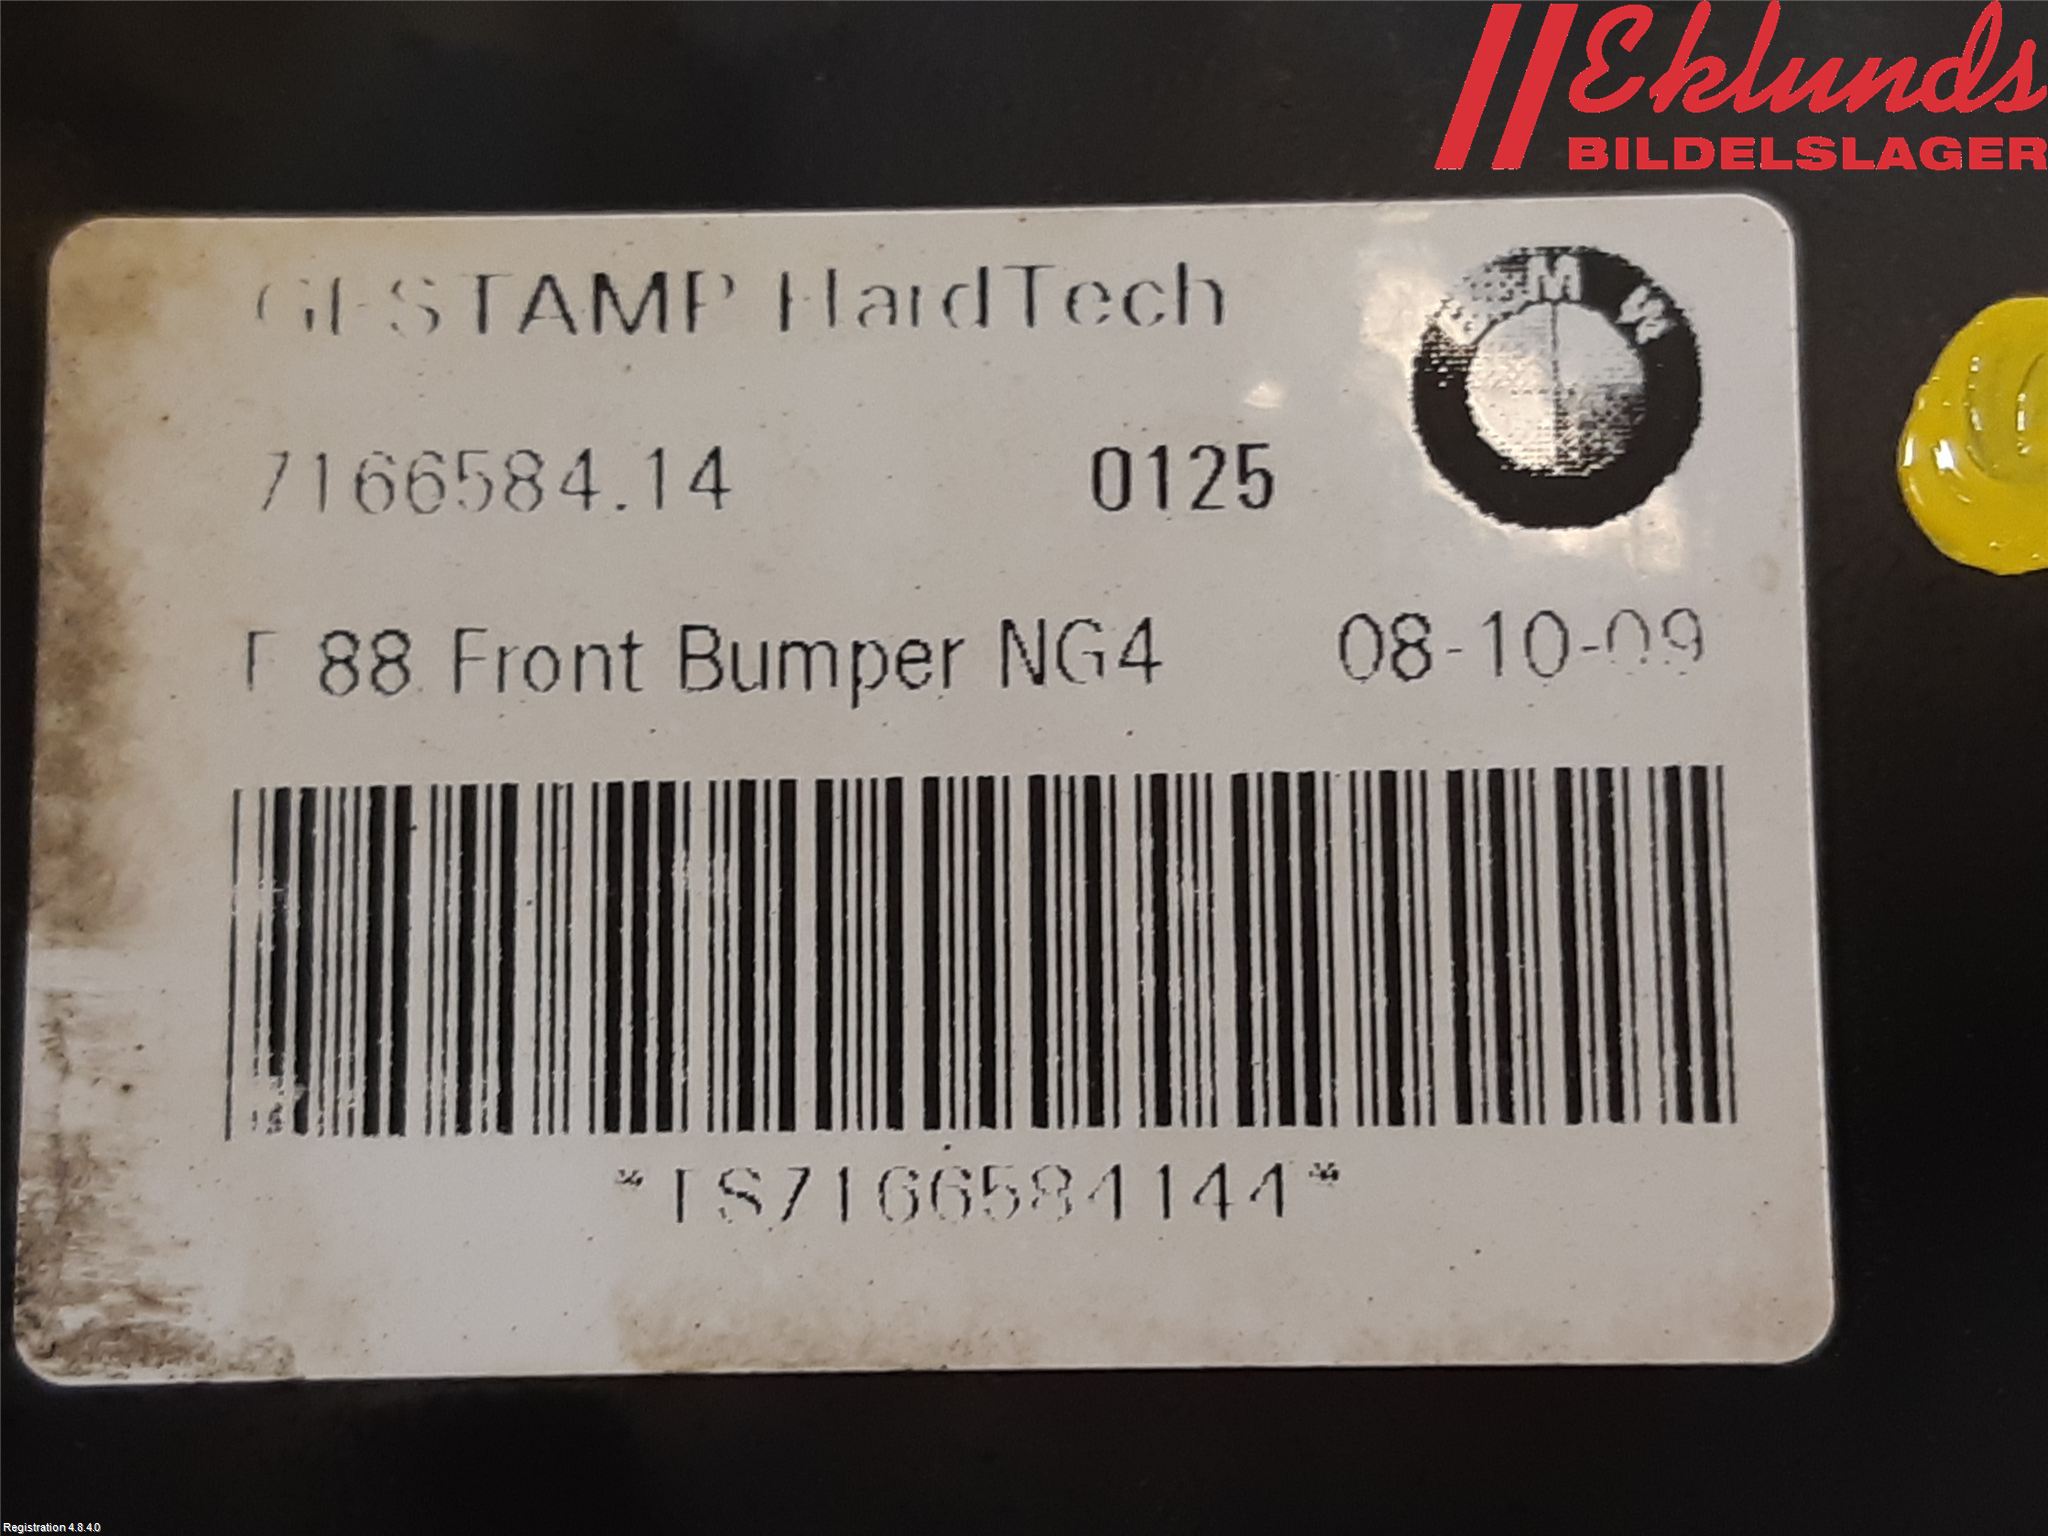 Eklunds
BILDELSLAGER
GESTAMP HardTech
BMW
7166584.14 0125
E 88 Front Bumper NG4 08-10-09
*TS7166584144*
Registration 4.8.4.0